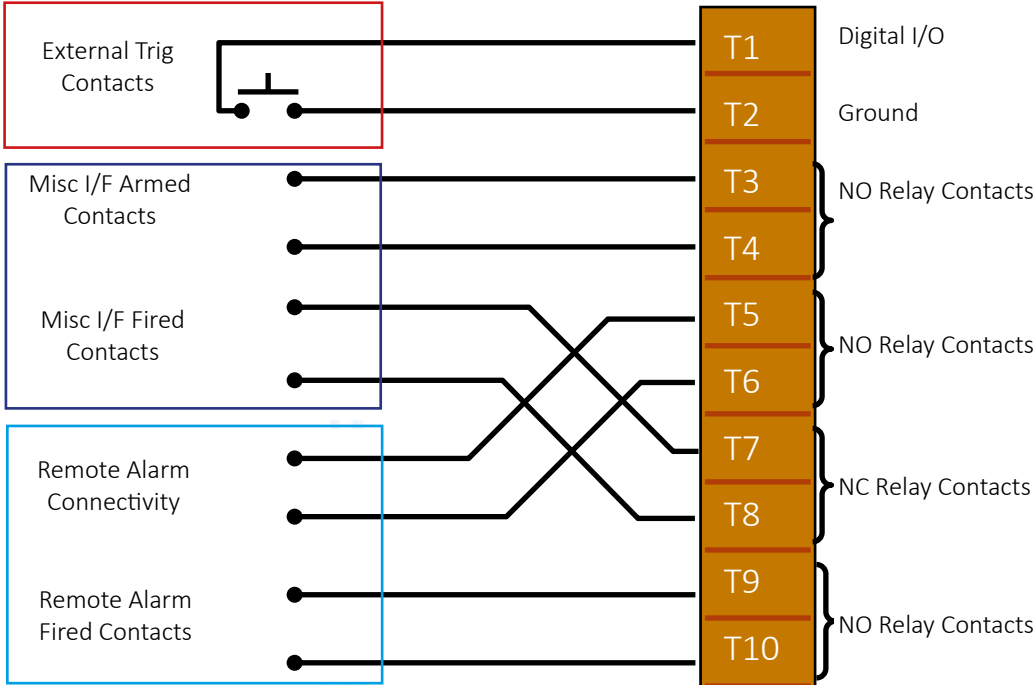 External Trig
Contacts
Misc I/F Armed
Contacts
Misc I/F Fired
Contacts
Remote Alarm
Connectivity
Remote Alarm
Fired Contacts
T1
T2
T3
T4
T5
T6
T7
T8
T9
T10
Digital I/O
Ground
NO Relay Contacts
NO Relay Contacts
NC Relay Contacts
NO Relay Contacts